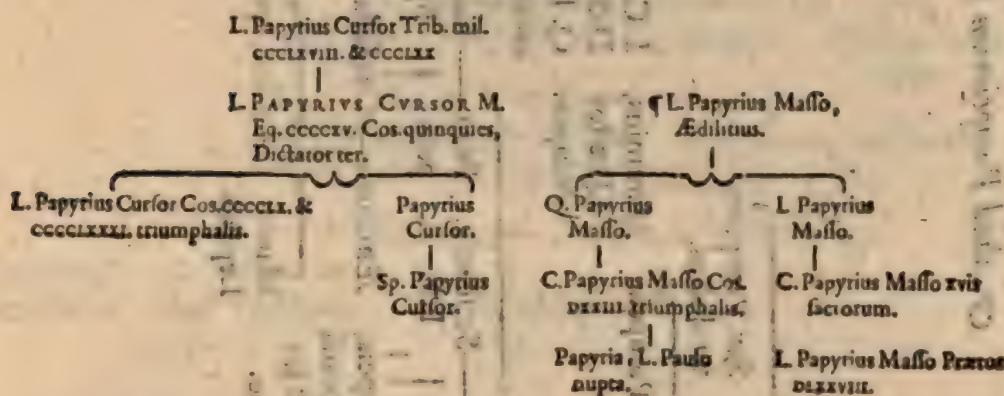 L. Papyrius Curſor Trib. mil.
CCCLXVIII. & CCCLXX
L. PAPYRIVS CVRSOR M.
Eq. CCCCXV. Cos. quinquies,
Dictator ter.
L. Papyrius Curſor Cos. CCCCLX. &
CCCCLXXXI. triumphalis.
Papyrius
Curſor.
Sp. Papyrius
Curſor.
¶ L. Papyrius Maſſo,
Ædilitius.
Q. Papyrius
Maſſo.
L Papyrius
Maſſo.
C. Papyrius Maſſo Cos.
DXXIII. triumphalis.
C. Papyrius Maſſo xvir
ſacrorum.
Papyria, L. Paulo
nupta.
L. Papyrius Maſſo Prætor
DLXXVIII.